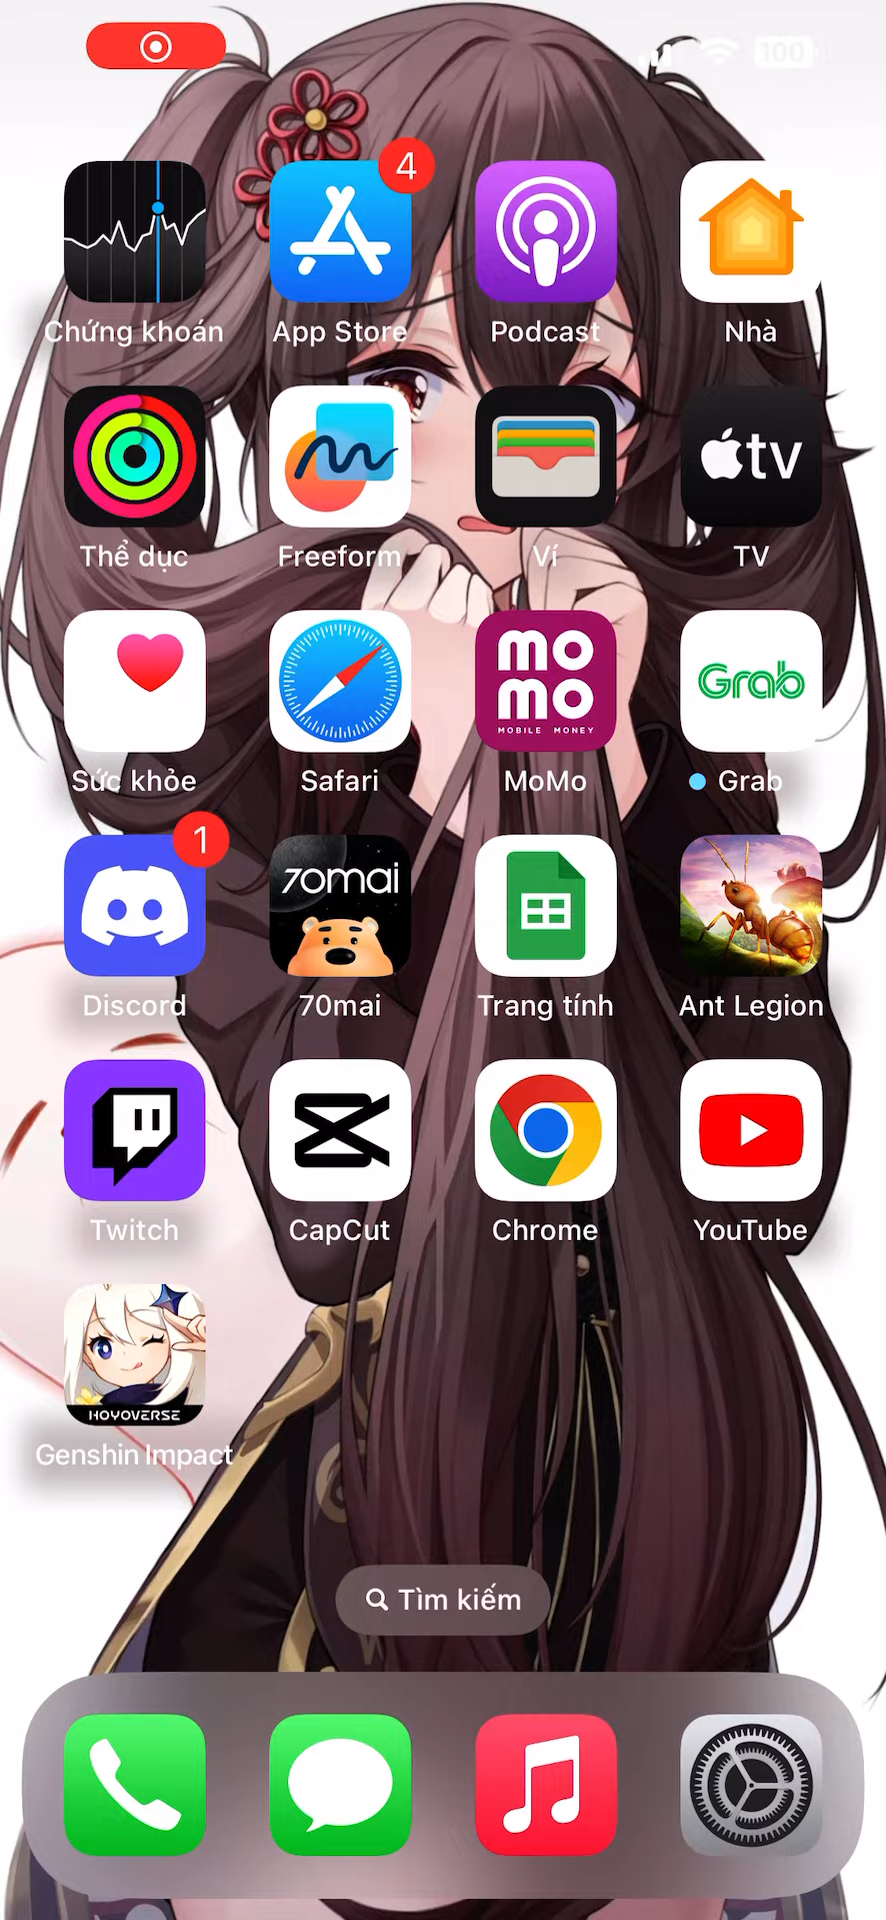 100
4
Chứng khoán
App Store
Podcast
Nhà
tv
Thể dục
Freeform
Ví
TV
mo
mo
MOBILE MONEY
Grab
Sức khỏe
Safari
MoMo
Grab
1
70mai
Discord
70mai
Trang tính
Ant Legion
Twitch
CapCut
Chrome
YouTube
HOYOVERSE
Genshin Impact
Tìm kiếm